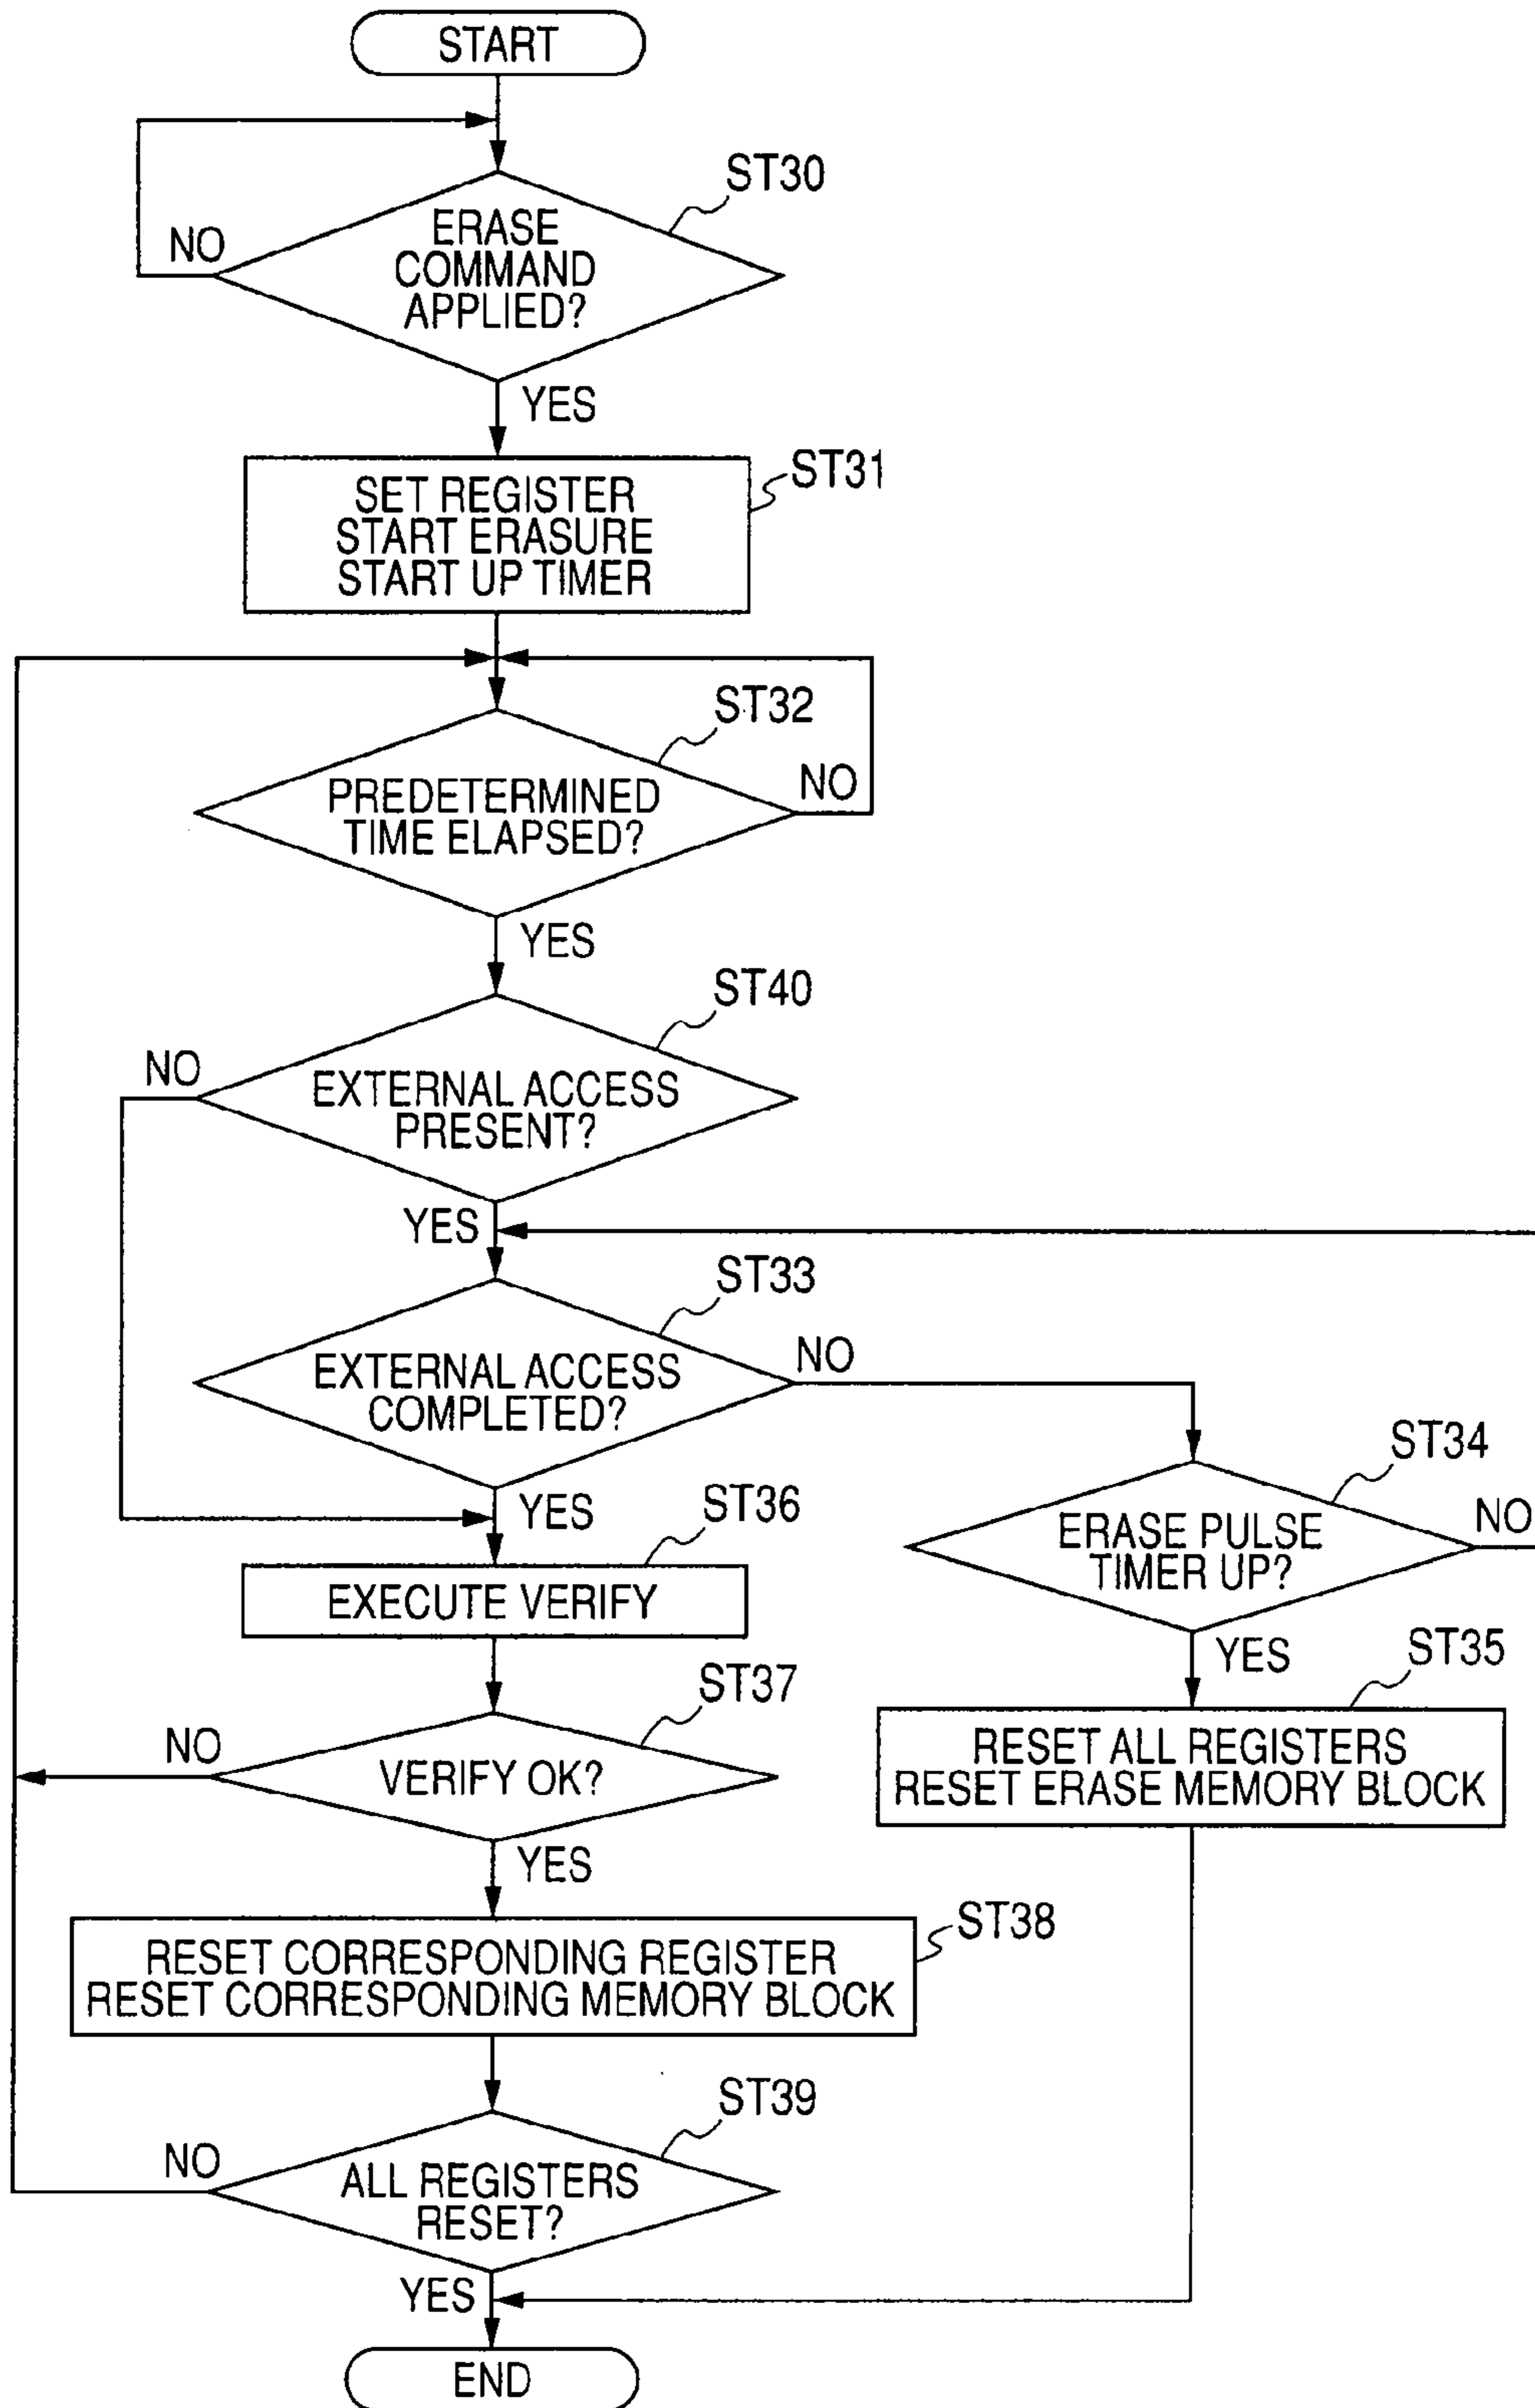 START
ST30
NO
ERASE
COMMAND
APPLIED?
YES
ST31
SET REGISTER
START ERASURE
START UP TIMER
ST32
PREDETERMINED
TIME ELAPSED?
NO
YES
ST40
NO
EXTERNAL ACCESS
PRESENT?
YES
ST33
EXTERNAL ACCESS
COMPLETED?
NO
ST34
ERASE PULSE
TIMER UP?
NO
YES
ST36
EXECUTE VERIFY
YES
ST35
RESET ALL REGISTERS
RESET ERASE MEMORY BLOCK
ST37
NO
VERIFY OK?
YES
ST38
RESET CORRESPONDING REGISTER
RESET CORRESPONDING MEMORY BLOCK
ST39
NO
ALL REGISTERS
RESET?
YES
END